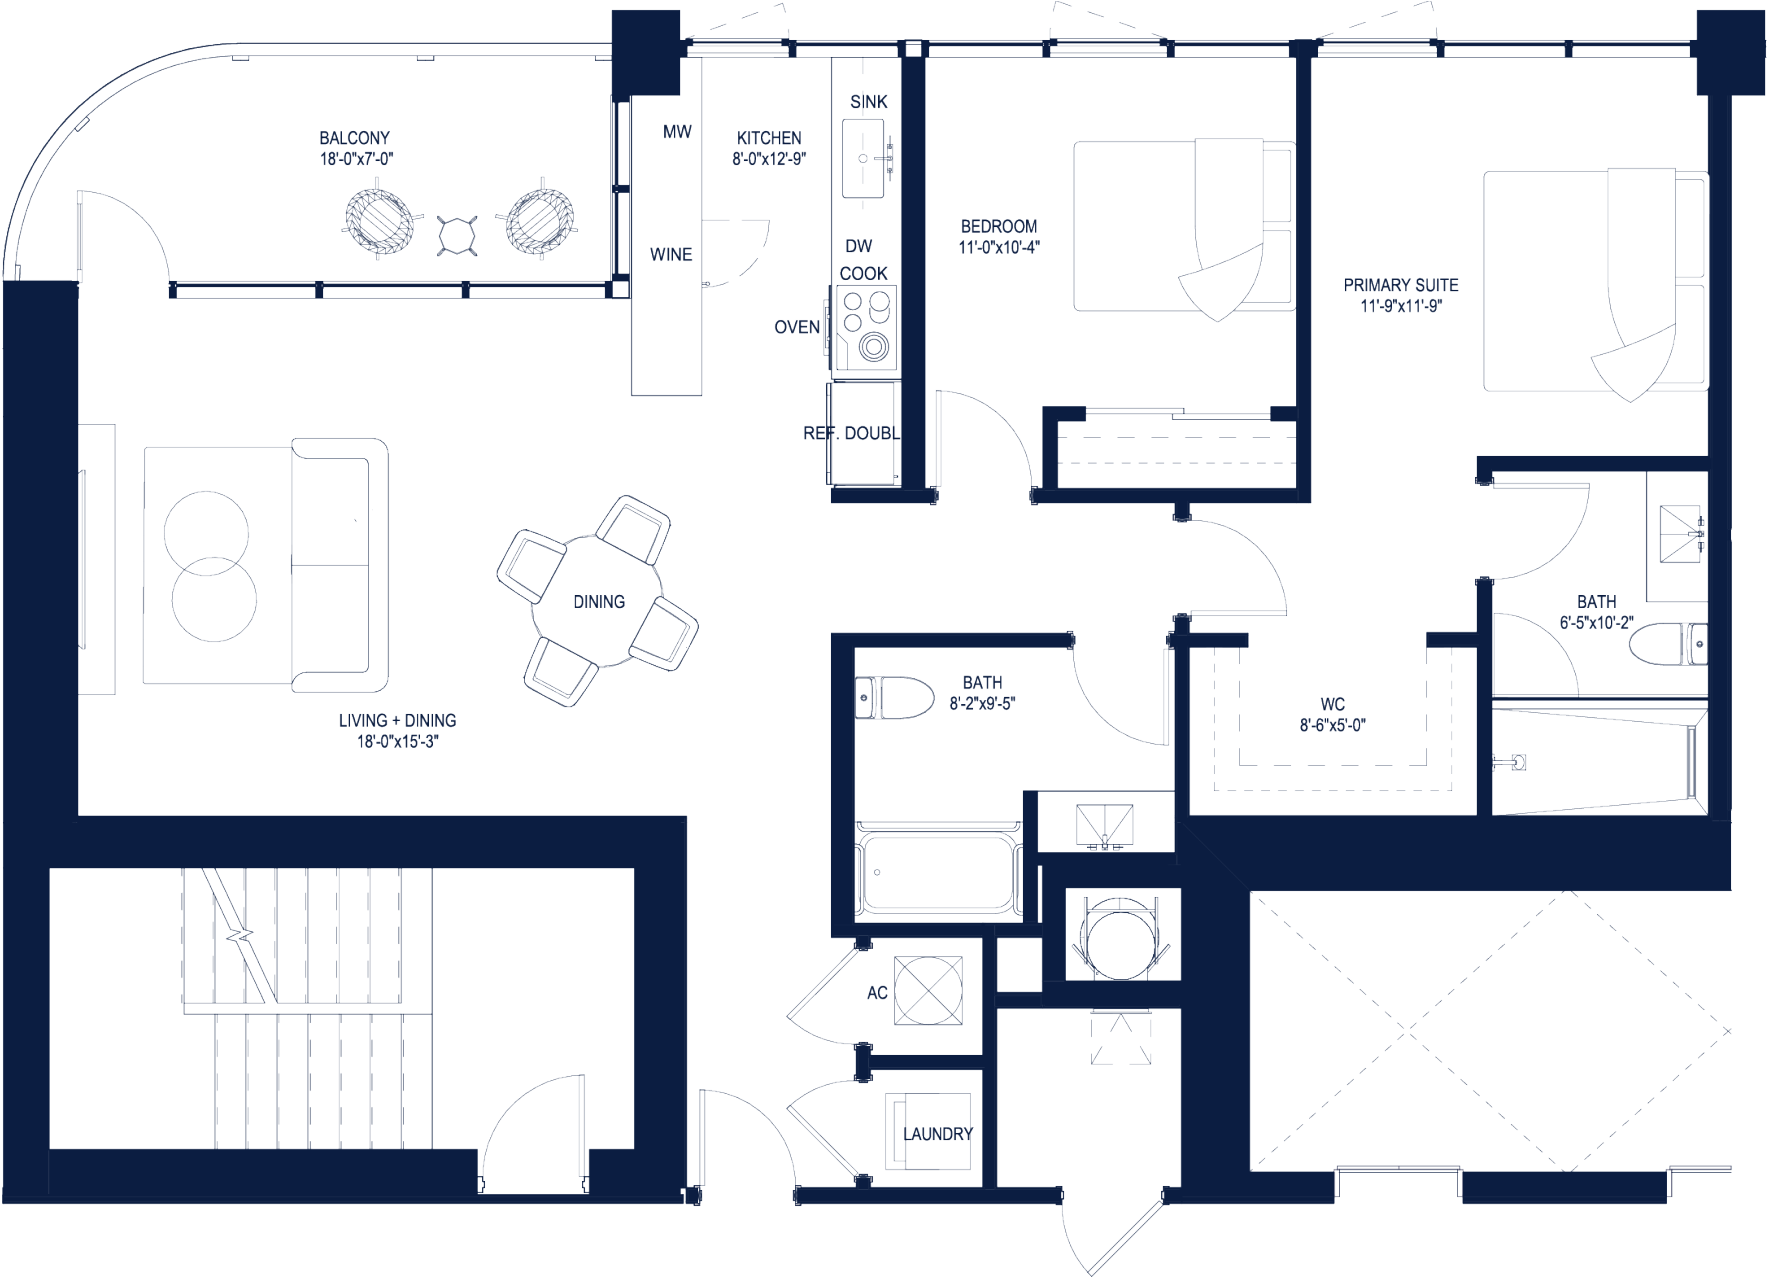 BALCONY
18'-0"x7'-0"
MW
KITCHEN
8'-0"x12'-9"
SINK
WINE
DW
COOK
OVEN
REF. DOUBL
BEDROOM
11'-0"x10'-4"
PRIMARY SUITE
11'-9"x11'-9"
DINING
LIVING + DINING
18'-0"x15'-3"
BATH
8'-2"x9'-5"
WC
8'-6"x5'-0"
BATH
6'-5"x10'-2"
AC
LAUNDRY